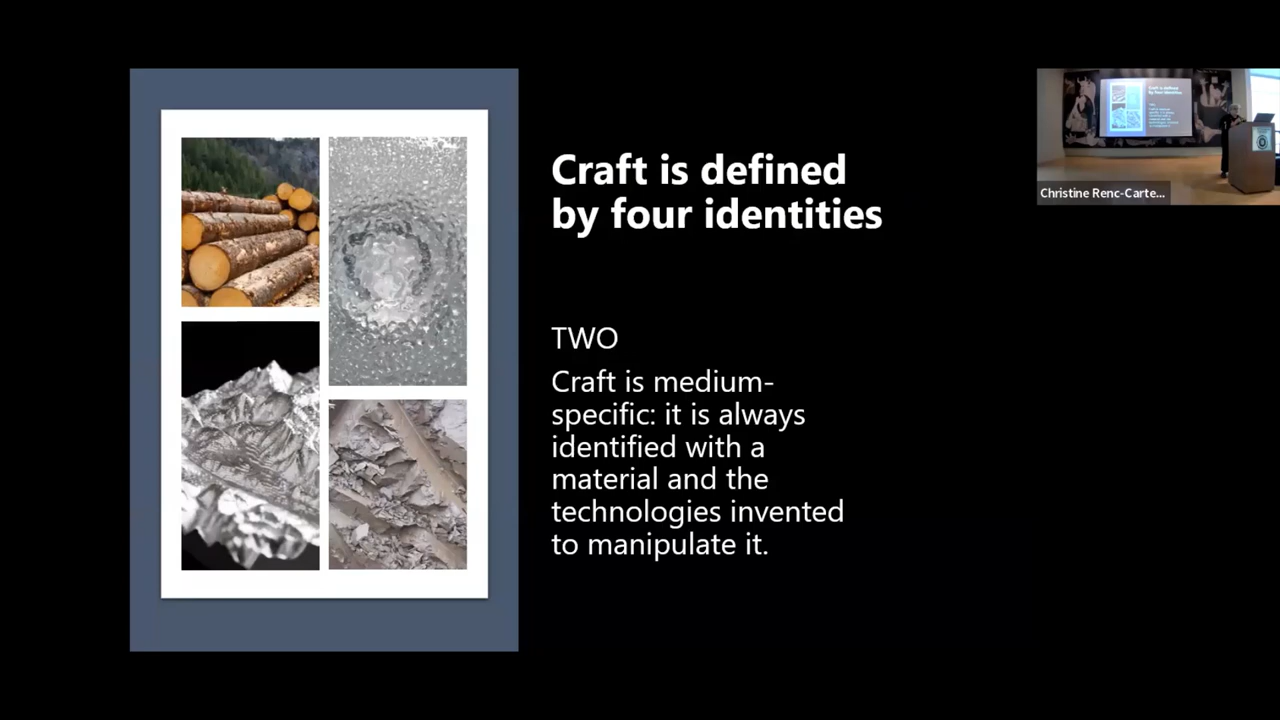 Craft is defined
by four identities
TWO
Craft is medium-
specific: it is always
identified with a
material and the
technologies invented
to manipulate it.
Christine Renc-Carte...